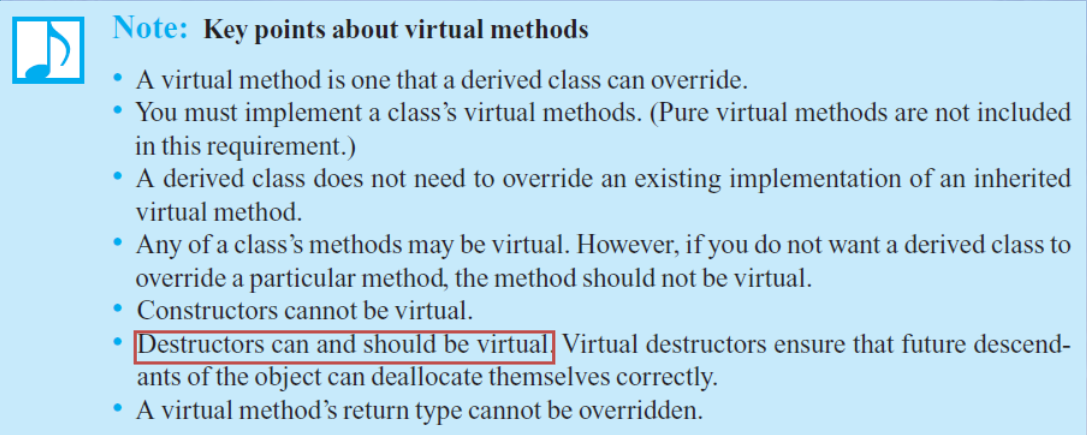 Note: Key points about virtual methods
• A virtual method is one that a derived class can override.
• You must implement a class’s virtual methods. (Pure virtual methods are not included
in this requirement.)
• A derived class does not need to override an existing implementation of an inherited
virtual method.
• Any of a class’s methods may be virtual. However, if you do not want a derived class to
override a particular method, the method should not be virtual.
• Constructors cannot be virtual.
• Destructors can and should be virtual. Virtual destructors ensure that future descend-
ants of the object can deallocate themselves correctly.
• A virtual method’s return type cannot be overridden.